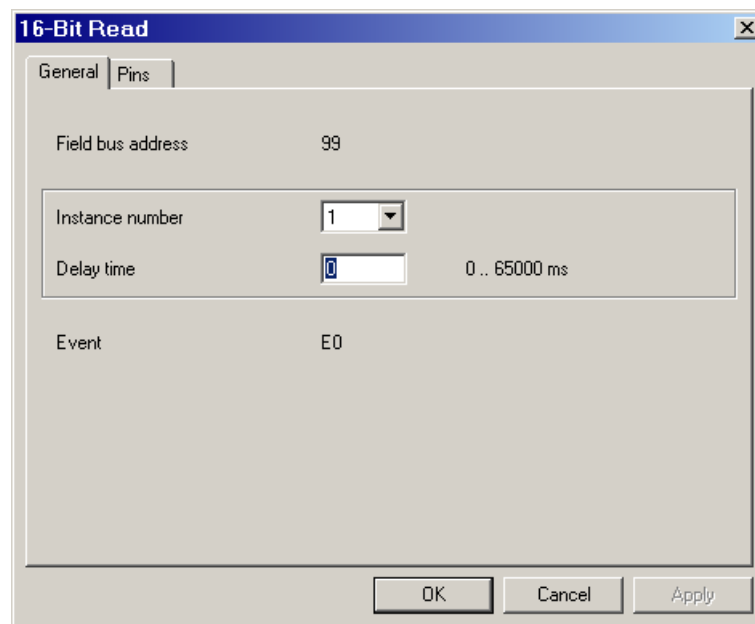 16-Bit Read
General Pins
Field bus address 99
Instance number 1
Delay time 0 0 .. 65000 ms
Event E0
OK Cancel Apply